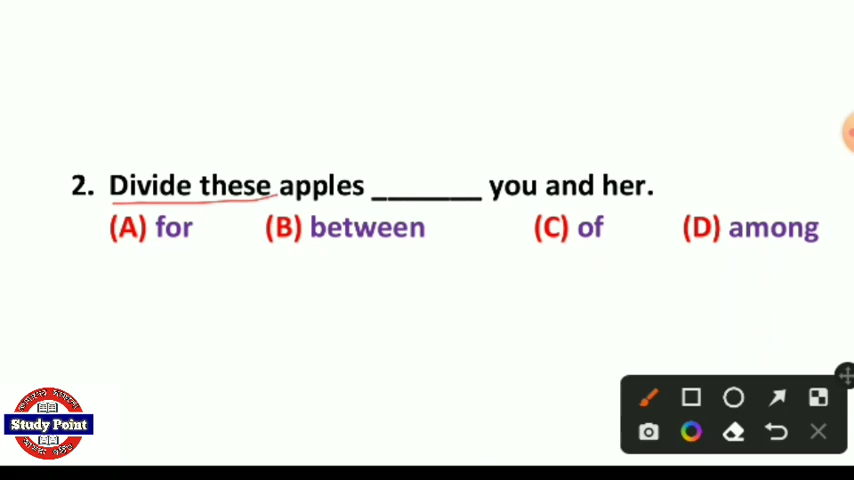 2. Divide these apples _______ you and her.
(A) for (B) between (C) of (D) among
Study Point